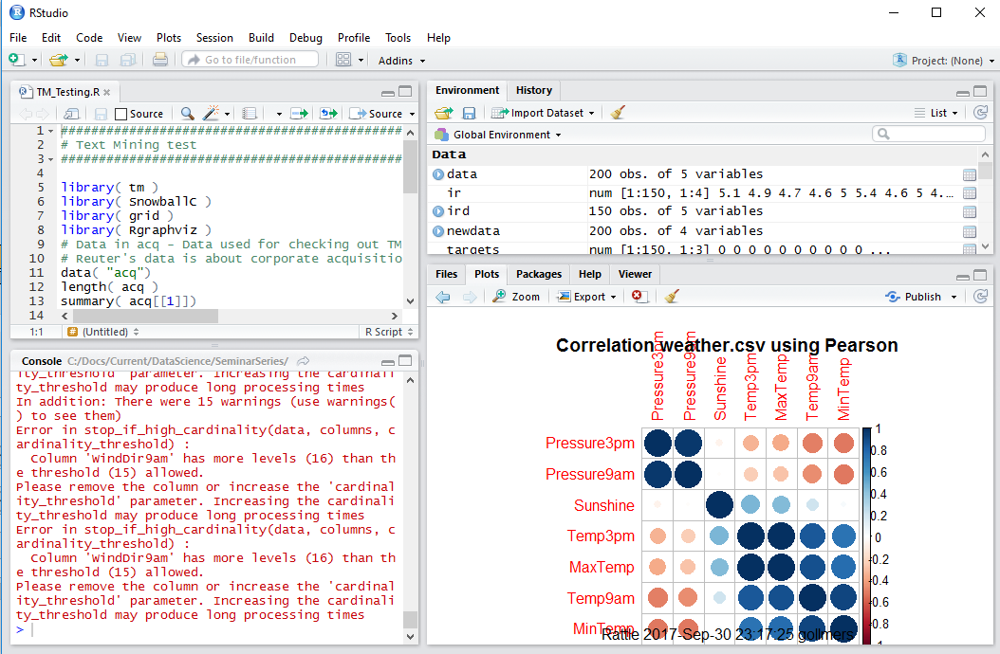 RStudio
File Edit Code View Plots Session Build Debug Profile Tools Help
Go to file/function Addins Project: (None)
TM_Testing.R
Source Source
1 ########################################
2 # Text Mining test
3 ########################################
4
5 library( tm )
6 library( SnowballC )
7 library( grid )
8 library( Rgraphviz )
9 # Data in acq - Data used for checking out TM
10 # Reuter's data is about corporate acquisitio
11 data( "acq")
12 length( acq )
13 summary( acq[[1]])
14
1:1 (Untitled) R Script
Console C:/Docs/Current/DataScience/SeminarSeries/
ity_threshold' parameter. Increasing the cardinali
ty_threshold may produce long processing times
In addition: There were 15 warnings (use warnings(
) to see them)
Error in stop_if_high_cardinality(data, columns, c
ardinality_threshold) :
Column 'WindDir9am' has more levels (16) than th
e threshold (15) allowed.
Please remove the column or increase the 'cardinal
ity_threshold' parameter. Increasing the cardinali
ty_threshold may produce long processing times
Error in stop_if_high_cardinality(data, columns, c
ardinality_threshold) :
Column 'WindDir9am' has more levels (16) than th
e threshold (15) allowed.
Please remove the column or increase the 'cardinal
ity_threshold' parameter. Increasing the cardinali
ty_threshold may produce long processing times
>
Environment History
Import Dataset List
Global Environment
Data
data 200 obs. of 5 variables
ir num [1:150, 1:4] 5.1 4.9 4.7 4.6 5 5.4 4.6 5 4...
ird 150 obs. of 5 variables
newdata 200 obs. of 4 variables
targets num [1:150, 1:3] 0 0 0 0 0 0 0 0 0 0 ...
Files Plots Packages Help Viewer
Zoom Export Publish
Correlation weather.csv using Pearson
Pressure3pm
Pressure9am
Sunshine
Temp3pm
MaxTemp
Temp9am
MinTemp
Pressure3pm
Pressure9am
Sunshine
Temp3pm
MaxTemp
Temp9am
MinTemp
1
0.8
0.6
0.4
0.2
0
-0.2
-0.4
-0.6
-0.8
-1
Rattle 2017-Sep-30 23:17:25 gollmers